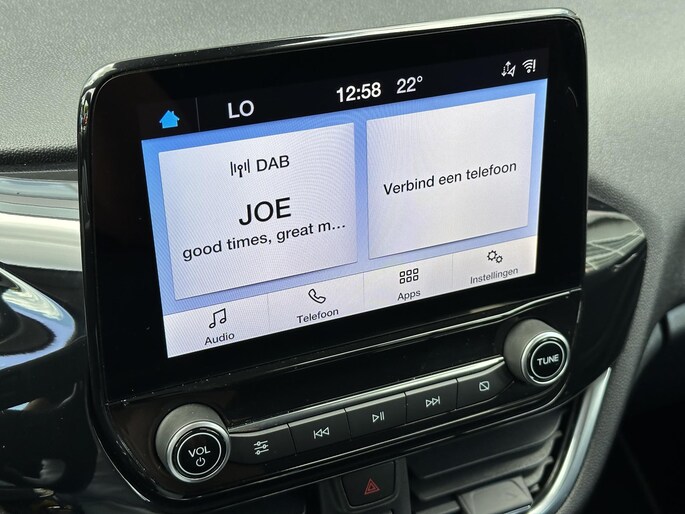 LO 12:58 22°
DAB
JOE
good times, great m...
Verbind een telefoon
Audio
Telefoon
Apps
Instellingen
VOL
TUNE